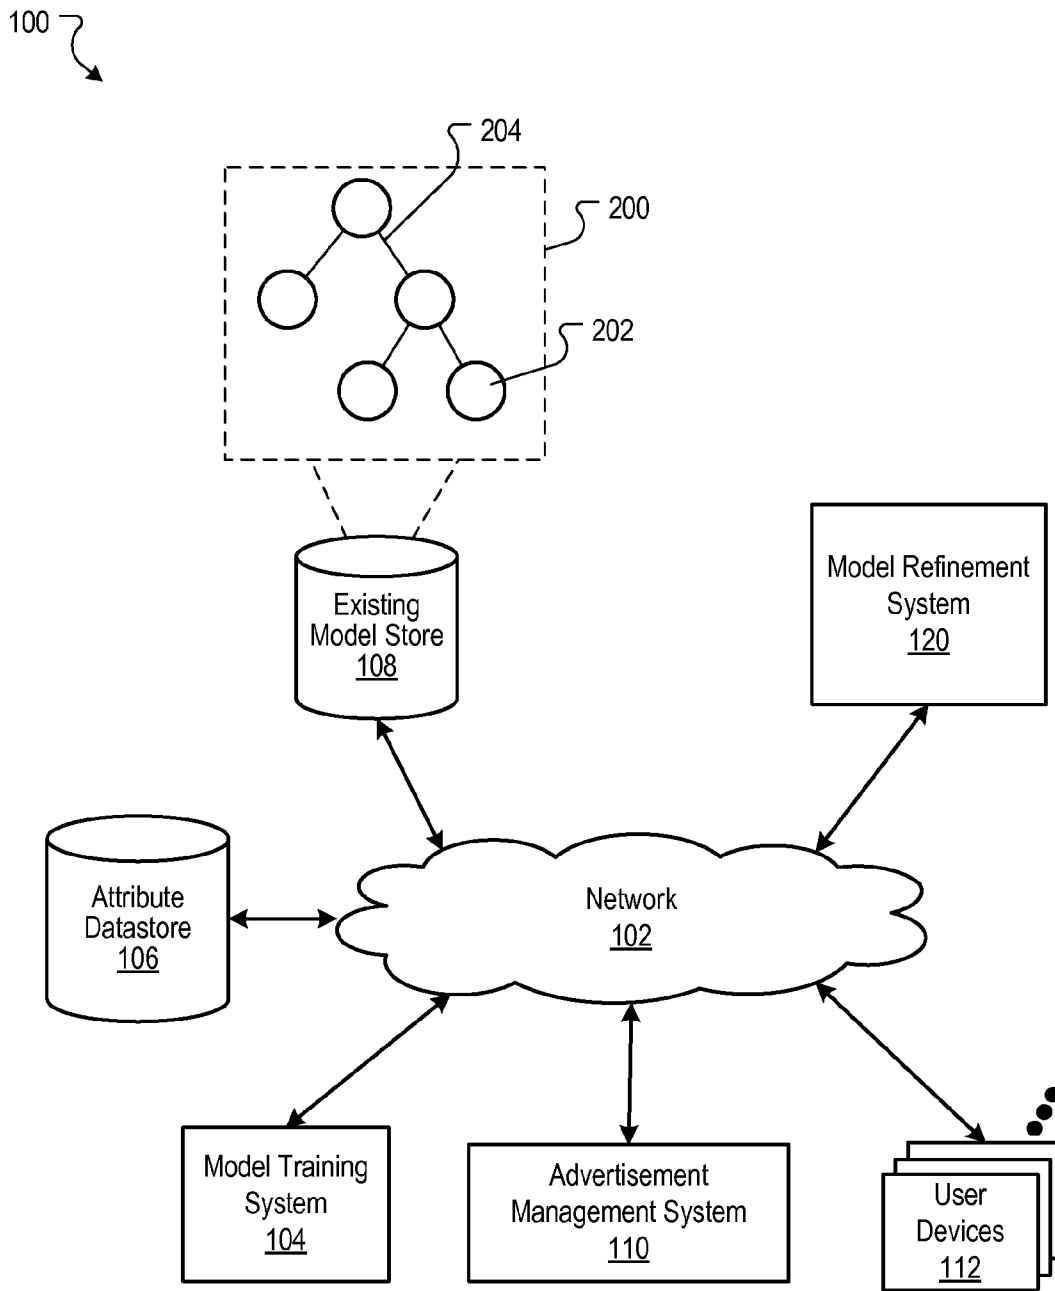 100
204
200
202
Existing
Model Store
108
Model Refinement
System
120
Attribute
Datastore
106
Network
102
Model Training
System
104
Advertisement
Management System
110
User
Devices
112